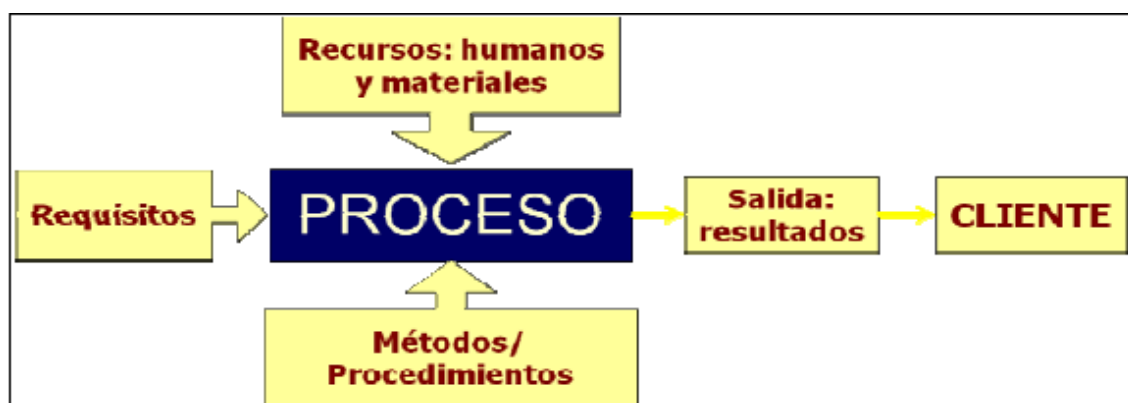 Recursos: humanos
y materiales
Requisitos
PROCESO
Salida:
resultados
CLIENTE
Métodos/
Procedimientos